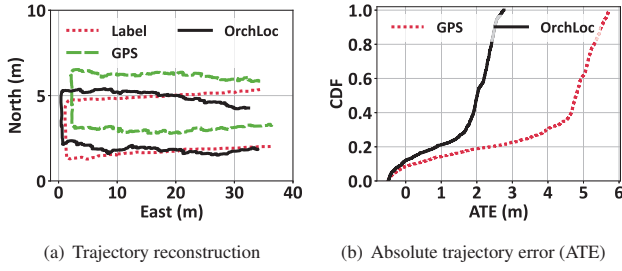 Label
OrchLoc
GPS
North (m)
10
5
0
0
10
20
30
40
East (m)
(a) Trajectory reconstruction
GPS
OrchLoc
CDF
1.0
0.8
0.6
0.4
0.2
0.0
0
1
2
3
4
5
6
ATE (m)
(b) Absolute trajectory error (ATE)